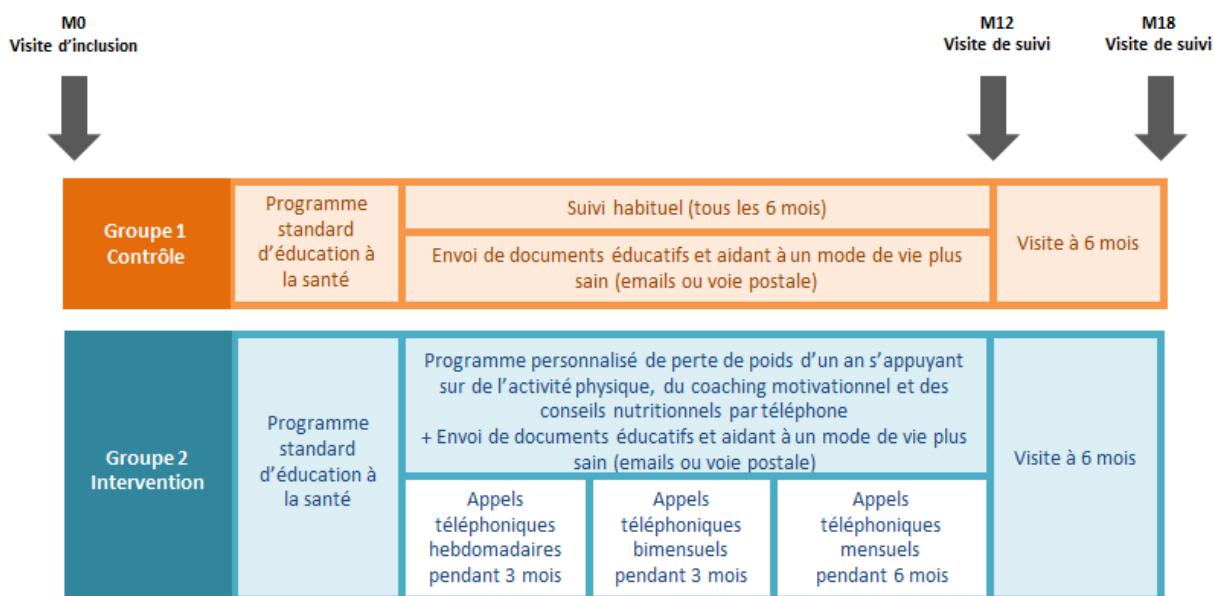 M0
Visite d'inclusion
M12
Visite de suivi
M18
Visite de suivi
Groupe 1
Contrôle
Programme
standard
d'éducation à
la santé
Suivi habituel (tous les 6 mois)
Envoi de documents éducatifs et aidant à un mode de vie plus
sain (emails ou voie postale)
Visite à 6 mois
Groupe 2
Intervention
Programme
standard
d'éducation à
la santé
Programme personnalisé de perte de poids d'un an s'appuyant
sur de l'activité physique, du coaching motivationnel et des
conseils nutritionnels par téléphone
+ Envoi de documents éducatifs et aidant à un mode de vie plus
sain (emails ou voie postale)
Appels
téléphoniques
hebdomadaires
pendant 3 mois
Appels
téléphoniques
bimensuels
pendant 3 mois
Appels
téléphoniques
mensuels
pendant 6 mois
Visite à 6 mois